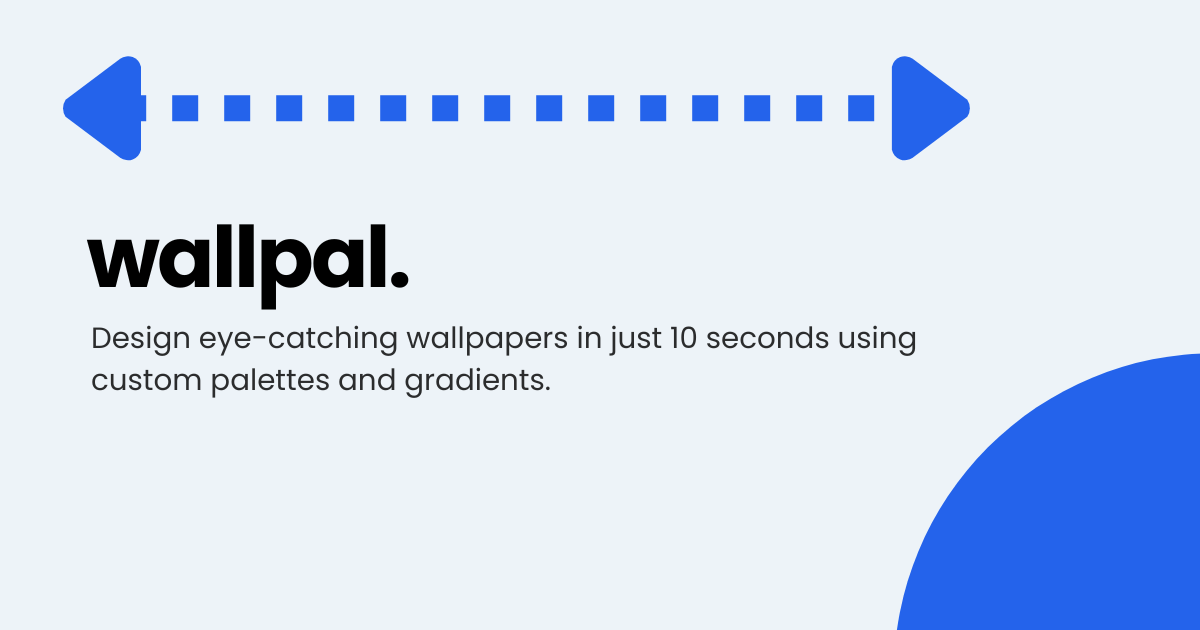 wallpal.
Design eye-catching wallpapers in just 10 seconds using
custom palettes and gradients.